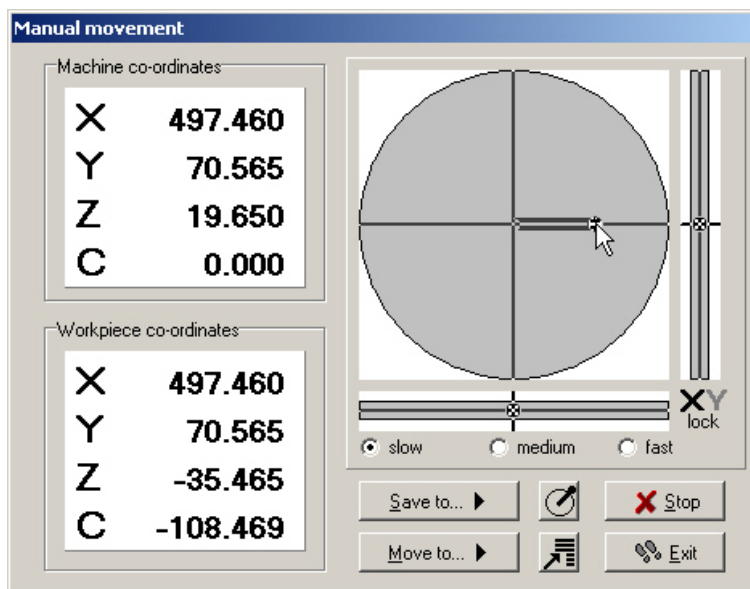 Manual movement
Machine co-ordinates
X 497.460
Y 70.565
Z 19.650
C 0.000
Workpiece co-ordinates
X 497.460
Y 70.565
Z -35.465
C -108.469
XY
lock
slow medium fast
Save to...
Stop
Move to...
Exit